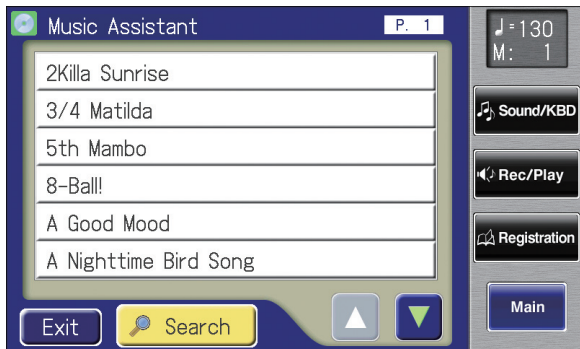 Music Assistant P. 1
2Killa Sunrise
3/4 Matilda
5th Mambo
8-Ball!
A Good Mood
A Nighttime Bird Song
Exit
Search
♩=130
M: 1
Sound/KBD
Rec/Play
Registration
Main